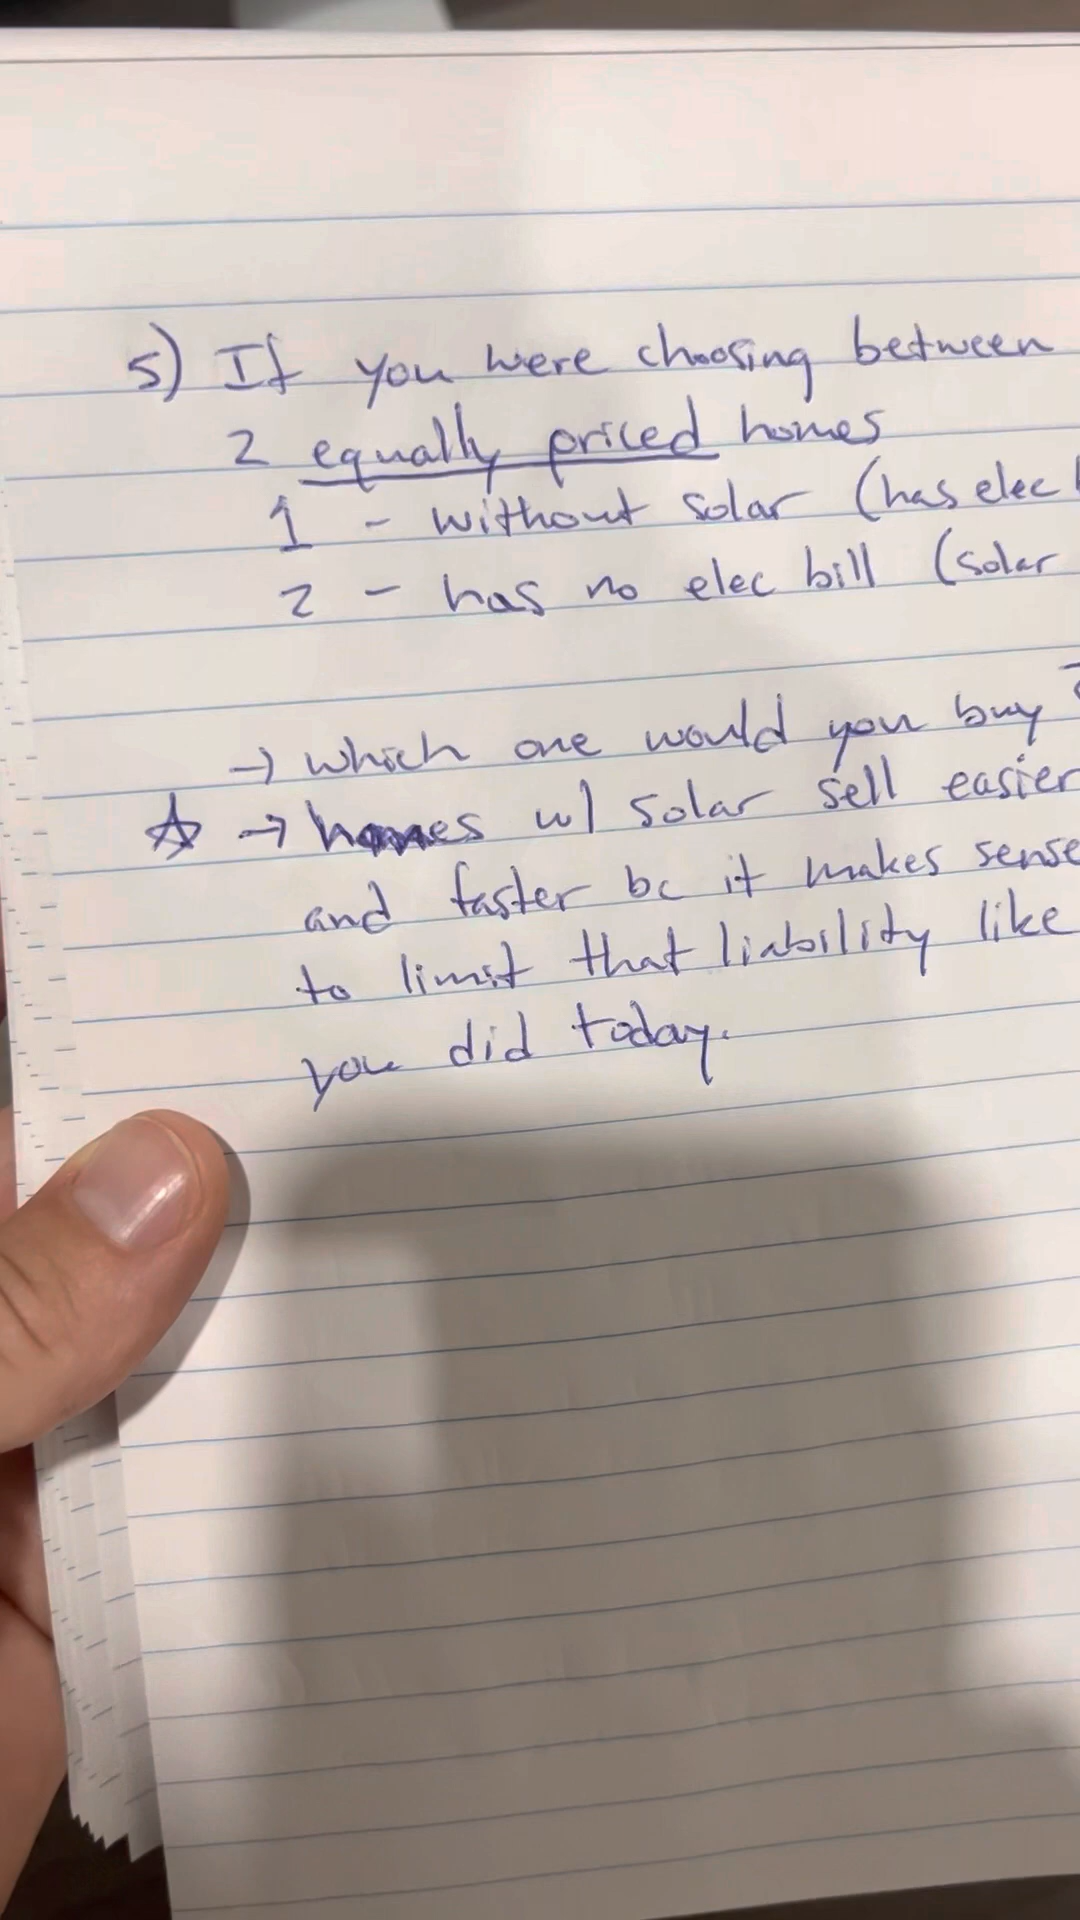 5) If you were choosing between
2 equally priced homes
1 - without solar (has elec
2 - has no elec bill (solar
→ which one would you buy?
☆ → homes w/ solar sell easier
and faster bc it makes sense
to limit that liability like
you did today.